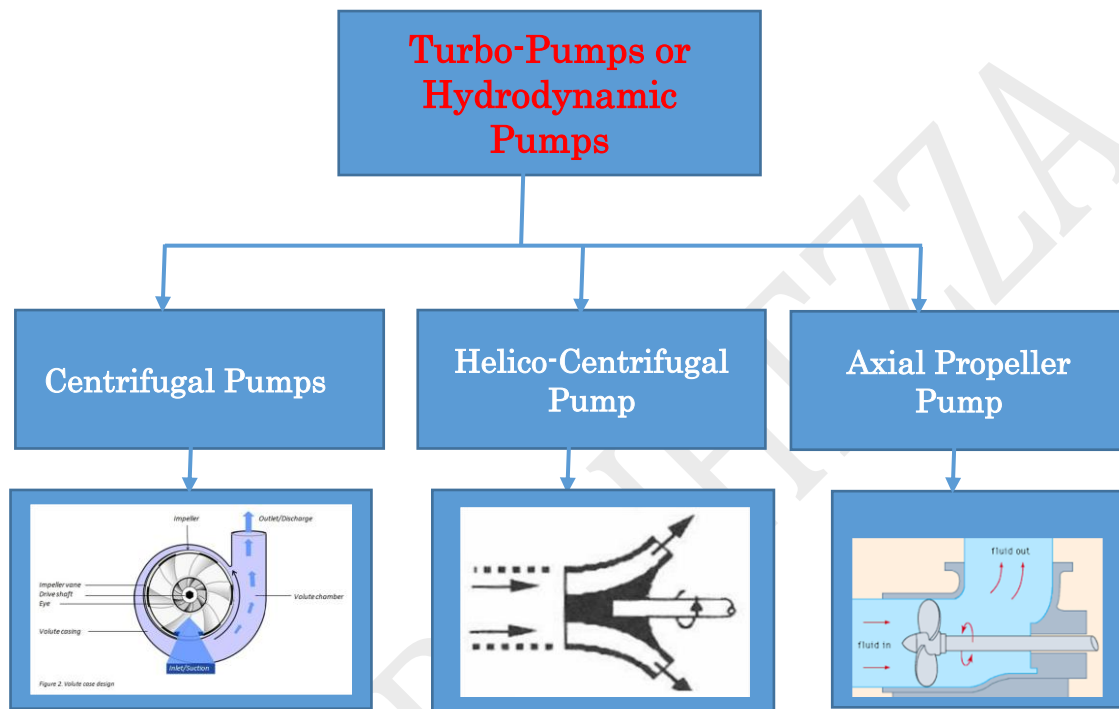 Turbo-Pumps or
Hydrodynamic
Pumps
Centrifugal Pumps
Helico-Centrifugal
Pump
Axial Propeller
Pump
Impeller
Outlet/Discharge
Impeller vane
Drive shaft
Eye
Volute chamber
Volute casing
Inlet/Suction
Figure 2. Volute case design
fluid out
fluid in